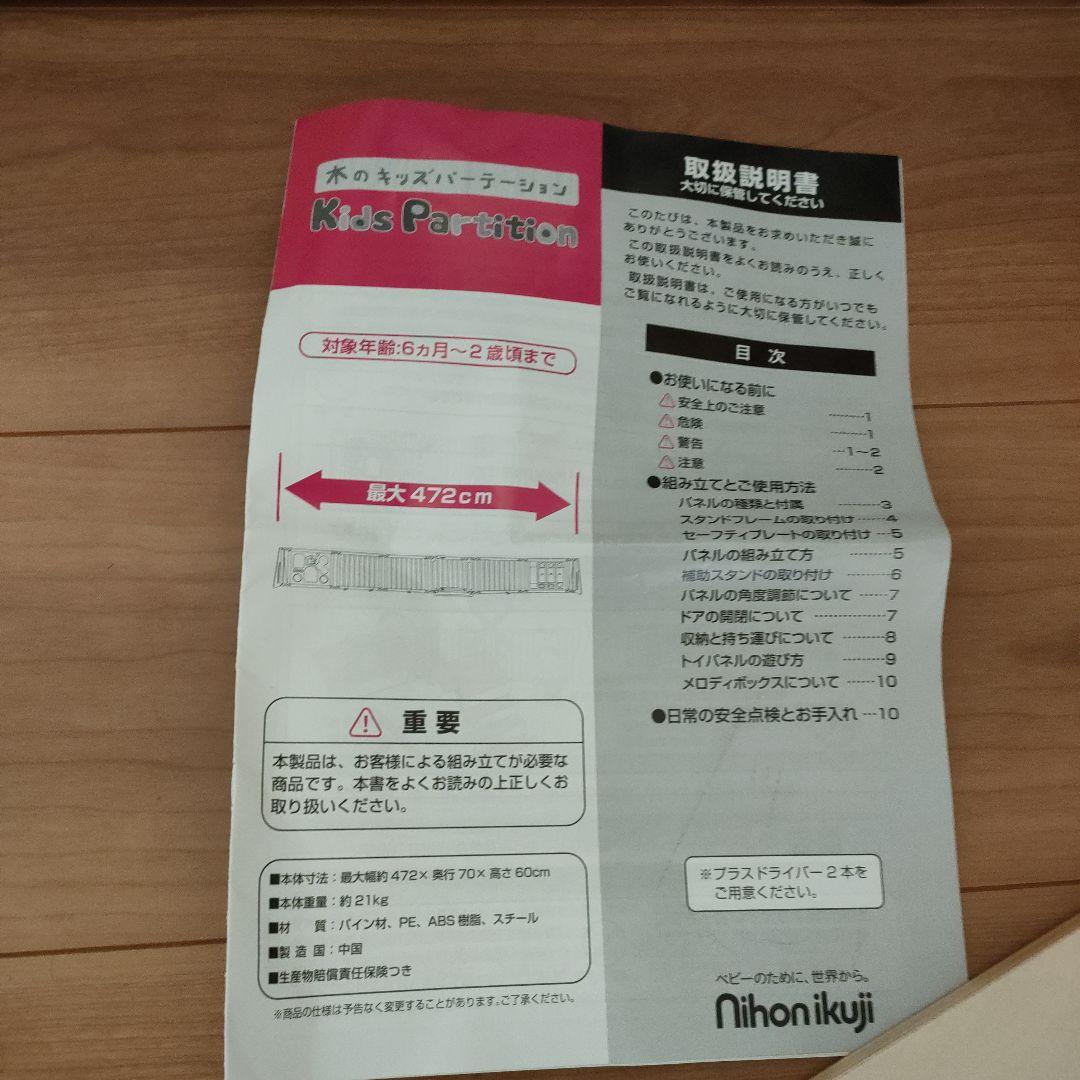 木のキッズパーテーション
Kids Partition
対象年齢:6ヵ月〜2歳頃まで
最大472cm
重要
本製品は、お客様による組み立てが必要な
商品です。本書をよくお読みの上正しくお
取り扱いください。
■本体寸法：最大幅約472×奥行70×高さ60cm
■本体重量：約21kg
■材　質：パイン材、PE、ABS樹脂、スチール
■製造国：中国
■生産物賠償責任保険つき
※商品の仕様は予告なく変更することがあります。ご了承ください。
取扱説明書
大切に保管してください
このたびは、本製品をお求めいただき誠に
ありがとうございます。
この取扱説明書をよくお読みのうえ、正しく
お使いください。
取扱説明書は、ご使用になる方がいつでも
ご覧になれるように大切に保管してください。
目次
●お使いになる前に
安全上のご注意 ---------1
危険 ---------1
警告 ---1〜2
注意 ---------2
●組み立てとご使用方法
パネルの種類と付属 ---------3
スタンドフレームの取り付け ------4
セーフティプレートの取り付け ---5
パネルの組み立て方 ---------5
補助スタンドの取り付け ---------6
パネルの角度調節について ------7
ドアの開閉について ------------7
収納と持ち運びについて ---------8
トイパネルの遊び方 ---------9
メロディボックスについて ------10
●日常の安全点検とお手入れ ---10
※プラスドライバー2本を
ご用意ください。
ベビーのために、世界から。
Nihonikuji